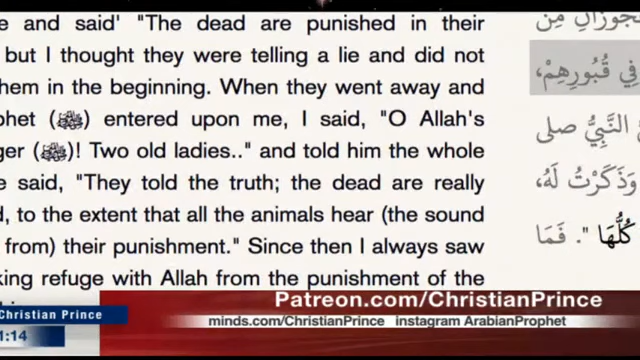 e and said' "The dead are punished in their
but I thought they were telling a lie and did not
hem in the beginning. When they went away and
phet (ﷺ) entered upon me, I said, "O Allah's
ger (ﷺ)! Two old ladies.." and told him the whole
e said, "They told the truth; the dead are really
d, to the extent that all the animals hear (the sound
from) their punishment." Since then I always saw
king refuge with Allah from the punishment of the
مِنْ
فِي قُبُورِهِمْ،
النَّبِيُّ صلى
وَذَكَرْتُ لَهُ،
كُلُّهَا ". فَمَا
Christian Prince
1:14
Patreon.com/ChristianPrince
minds.com/ChristianPrince instagram ArabianProphet